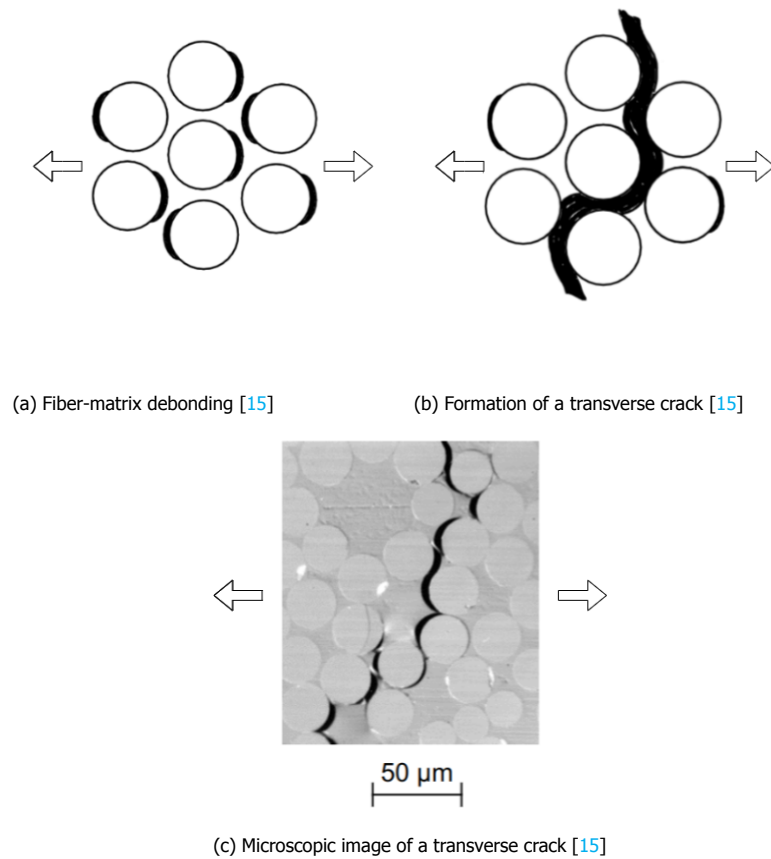 (a) Fiber-matrix debonding [15]
(b) Formation of a transverse crack [15]
50 µm
(c) Microscopic image of a transverse crack [15]